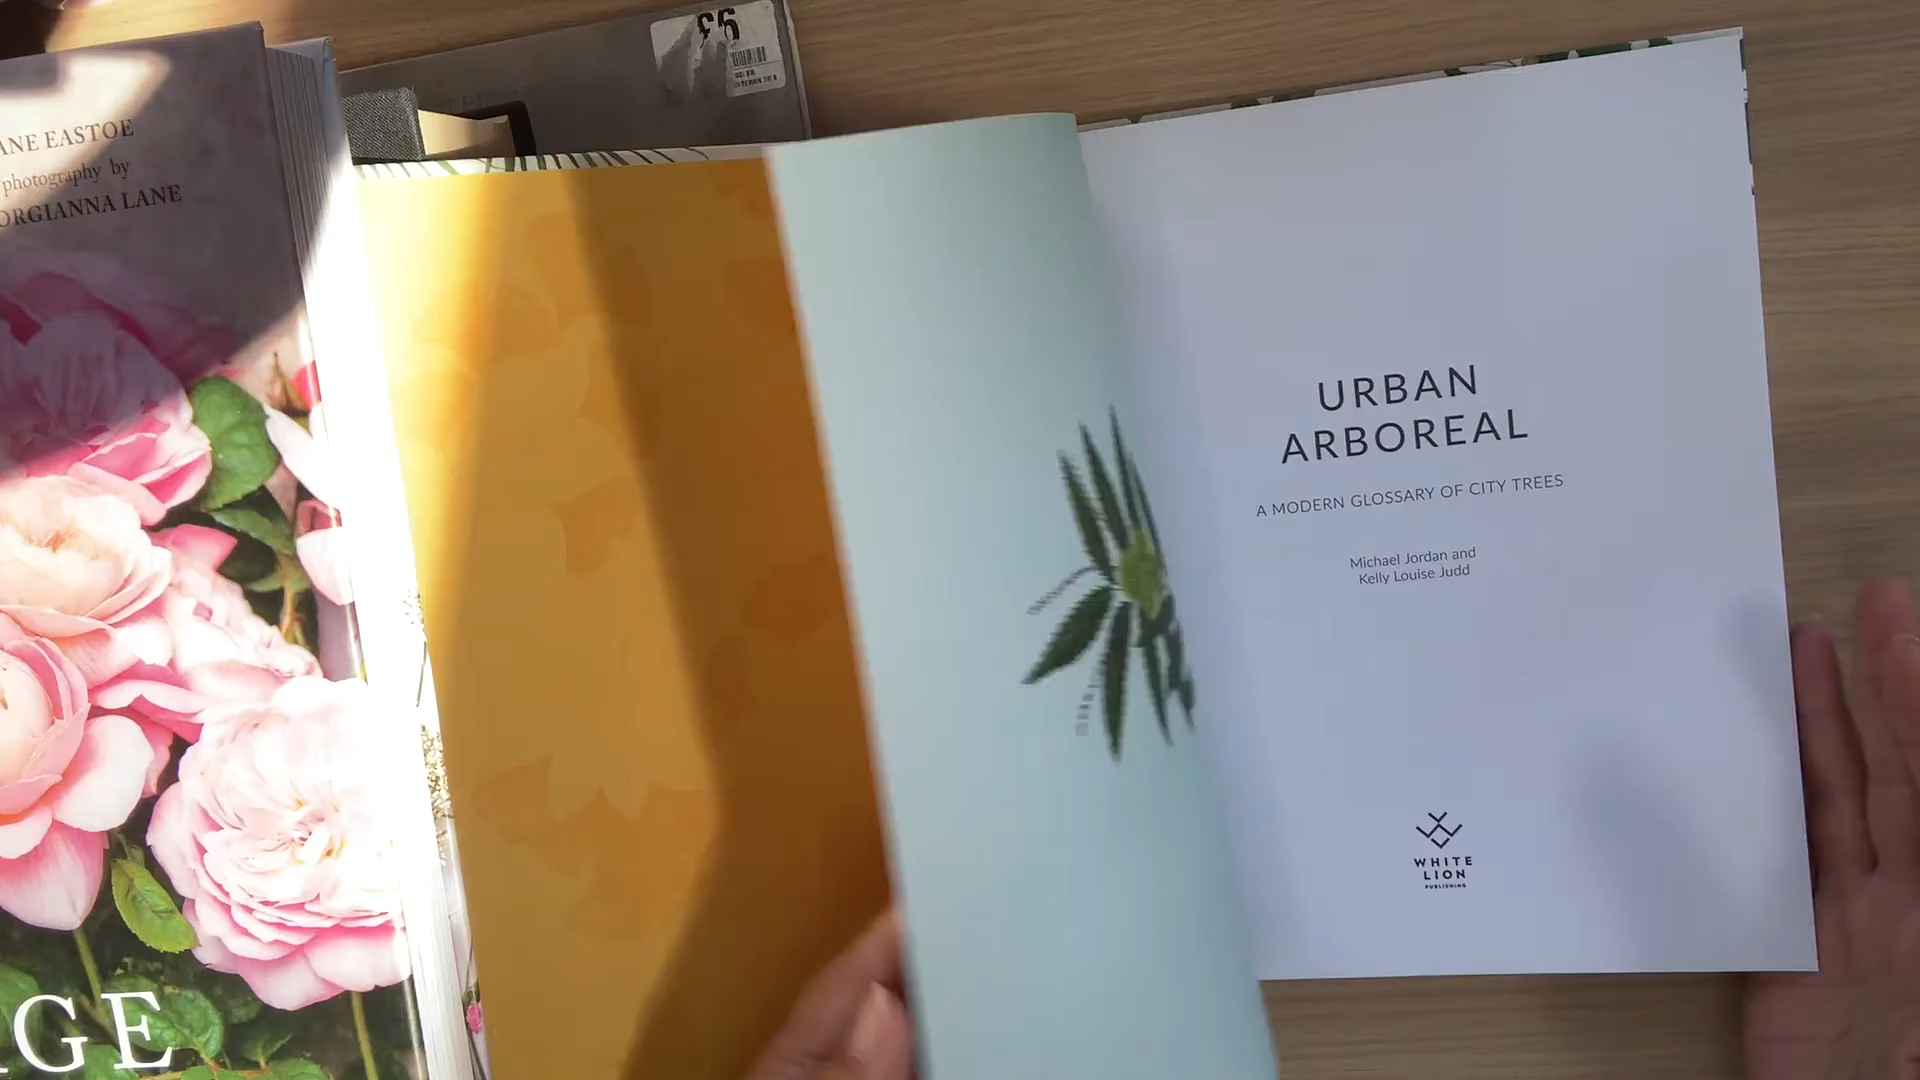 £6
ANE EASTOE
photography by
ORGIANNA LANE
GE
URBAN
ARBOREAL
A MODERN GLOSSARY OF CITY TREES
Michael Jordan and
Kelly Louise Judd
WHITE
LION
PUBLISHING